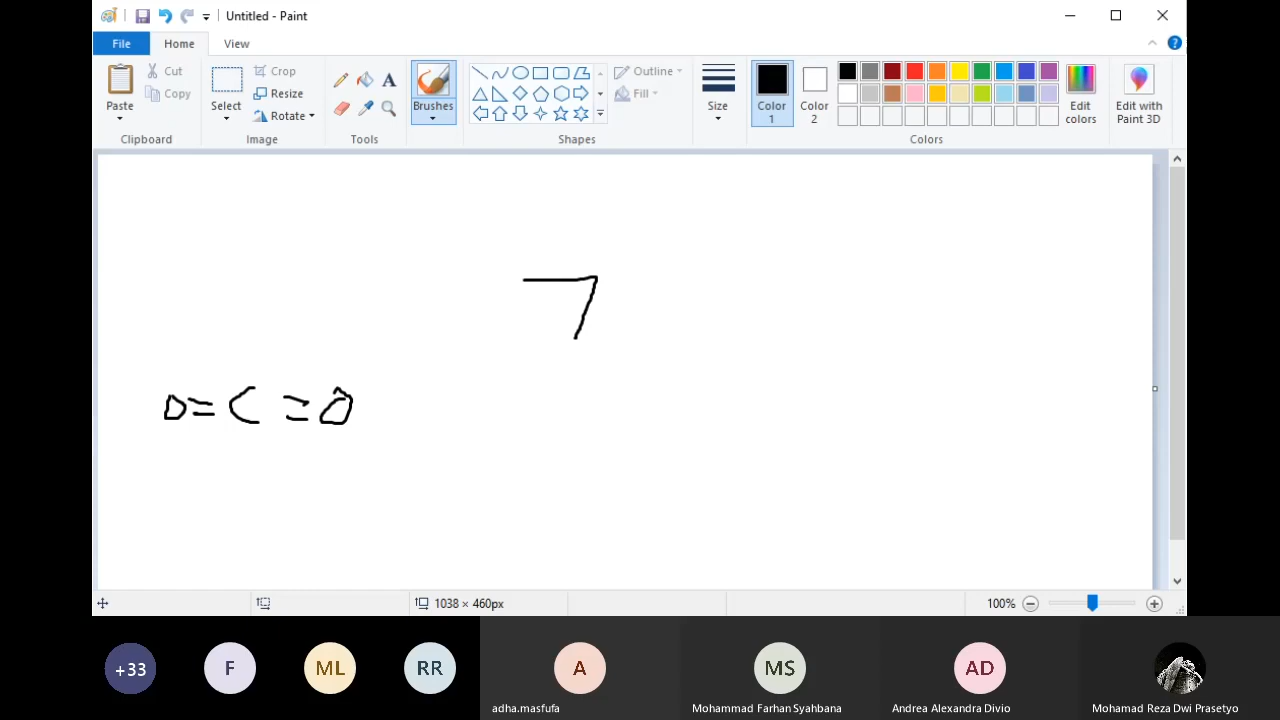 Untitled - Paint
File Home View
Paste
Cut
Copy
Clipboard
Select
Crop
Resize
Rotate
Image
A
Tools
Brushes
Outline
Fill
Shapes
Size
Color 1
Color 2
Edit colors
Edit with Paint 3D
Colors
7
O=C=O
1038 × 460px
100%
+33
F
ML
RR
A
adha.masfufa
MS
Mohammad Farhan Syahbana
AD
Andrea Alexandra Divio
Mohamad Reza Dwi Prasetyo